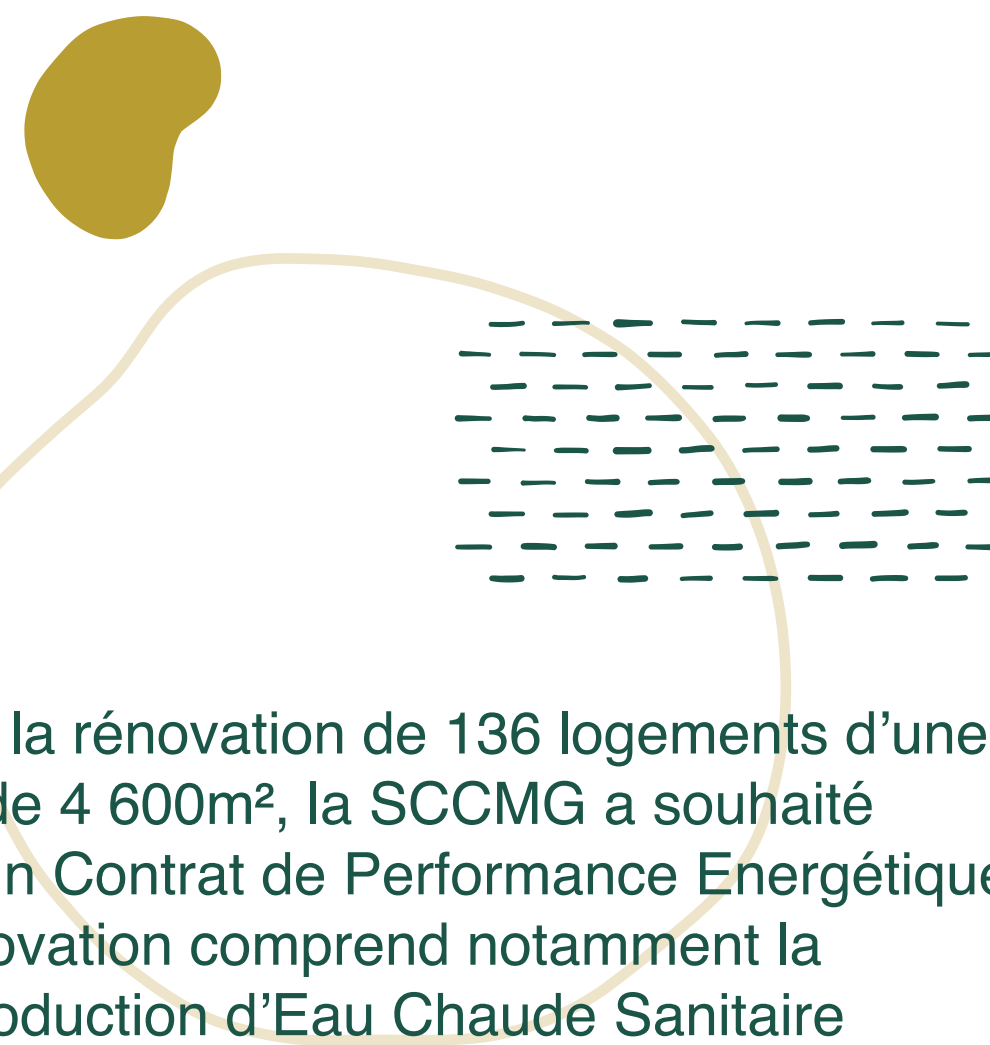 la rénovation de 136 logements d’une
de 4 600m², la SCCMG a souhaité
n Contrat de Performance Energétique
ovation comprend notamment la
oduction d’Eau Chaude Sanitaire